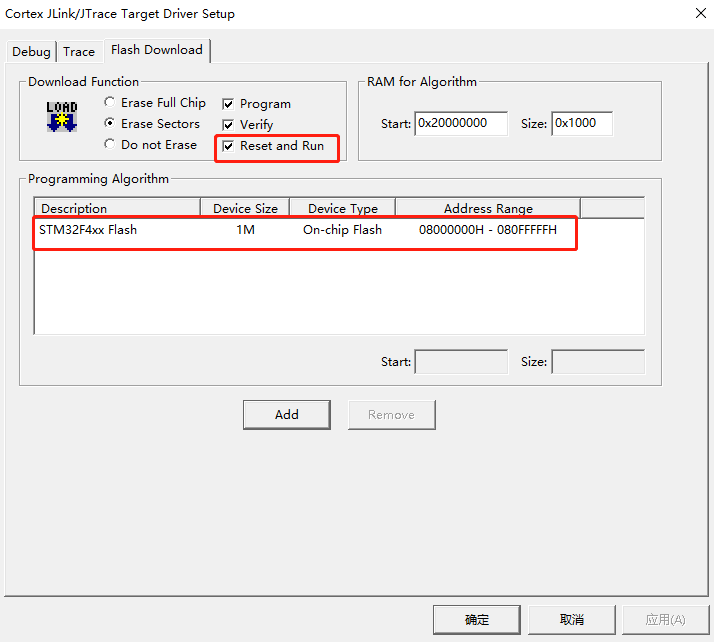 Cortex JLink/JTrace Target Driver Setup
Debug Trace Flash Download
Download Function
LOAD
Erase Full Chip
Erase Sectors
Do not Erase
Program
Verify
Reset and Run
RAM for Algorithm
Start: 0x20000000 Size: 0x1000
Programming Algorithm
Description Device Size Device Type Address Range
STM32F4xx Flash 1M On-chip Flash 08000000H - 080FFFFFH
Start: Size:
Add Remove
确定 取消 应用(A)